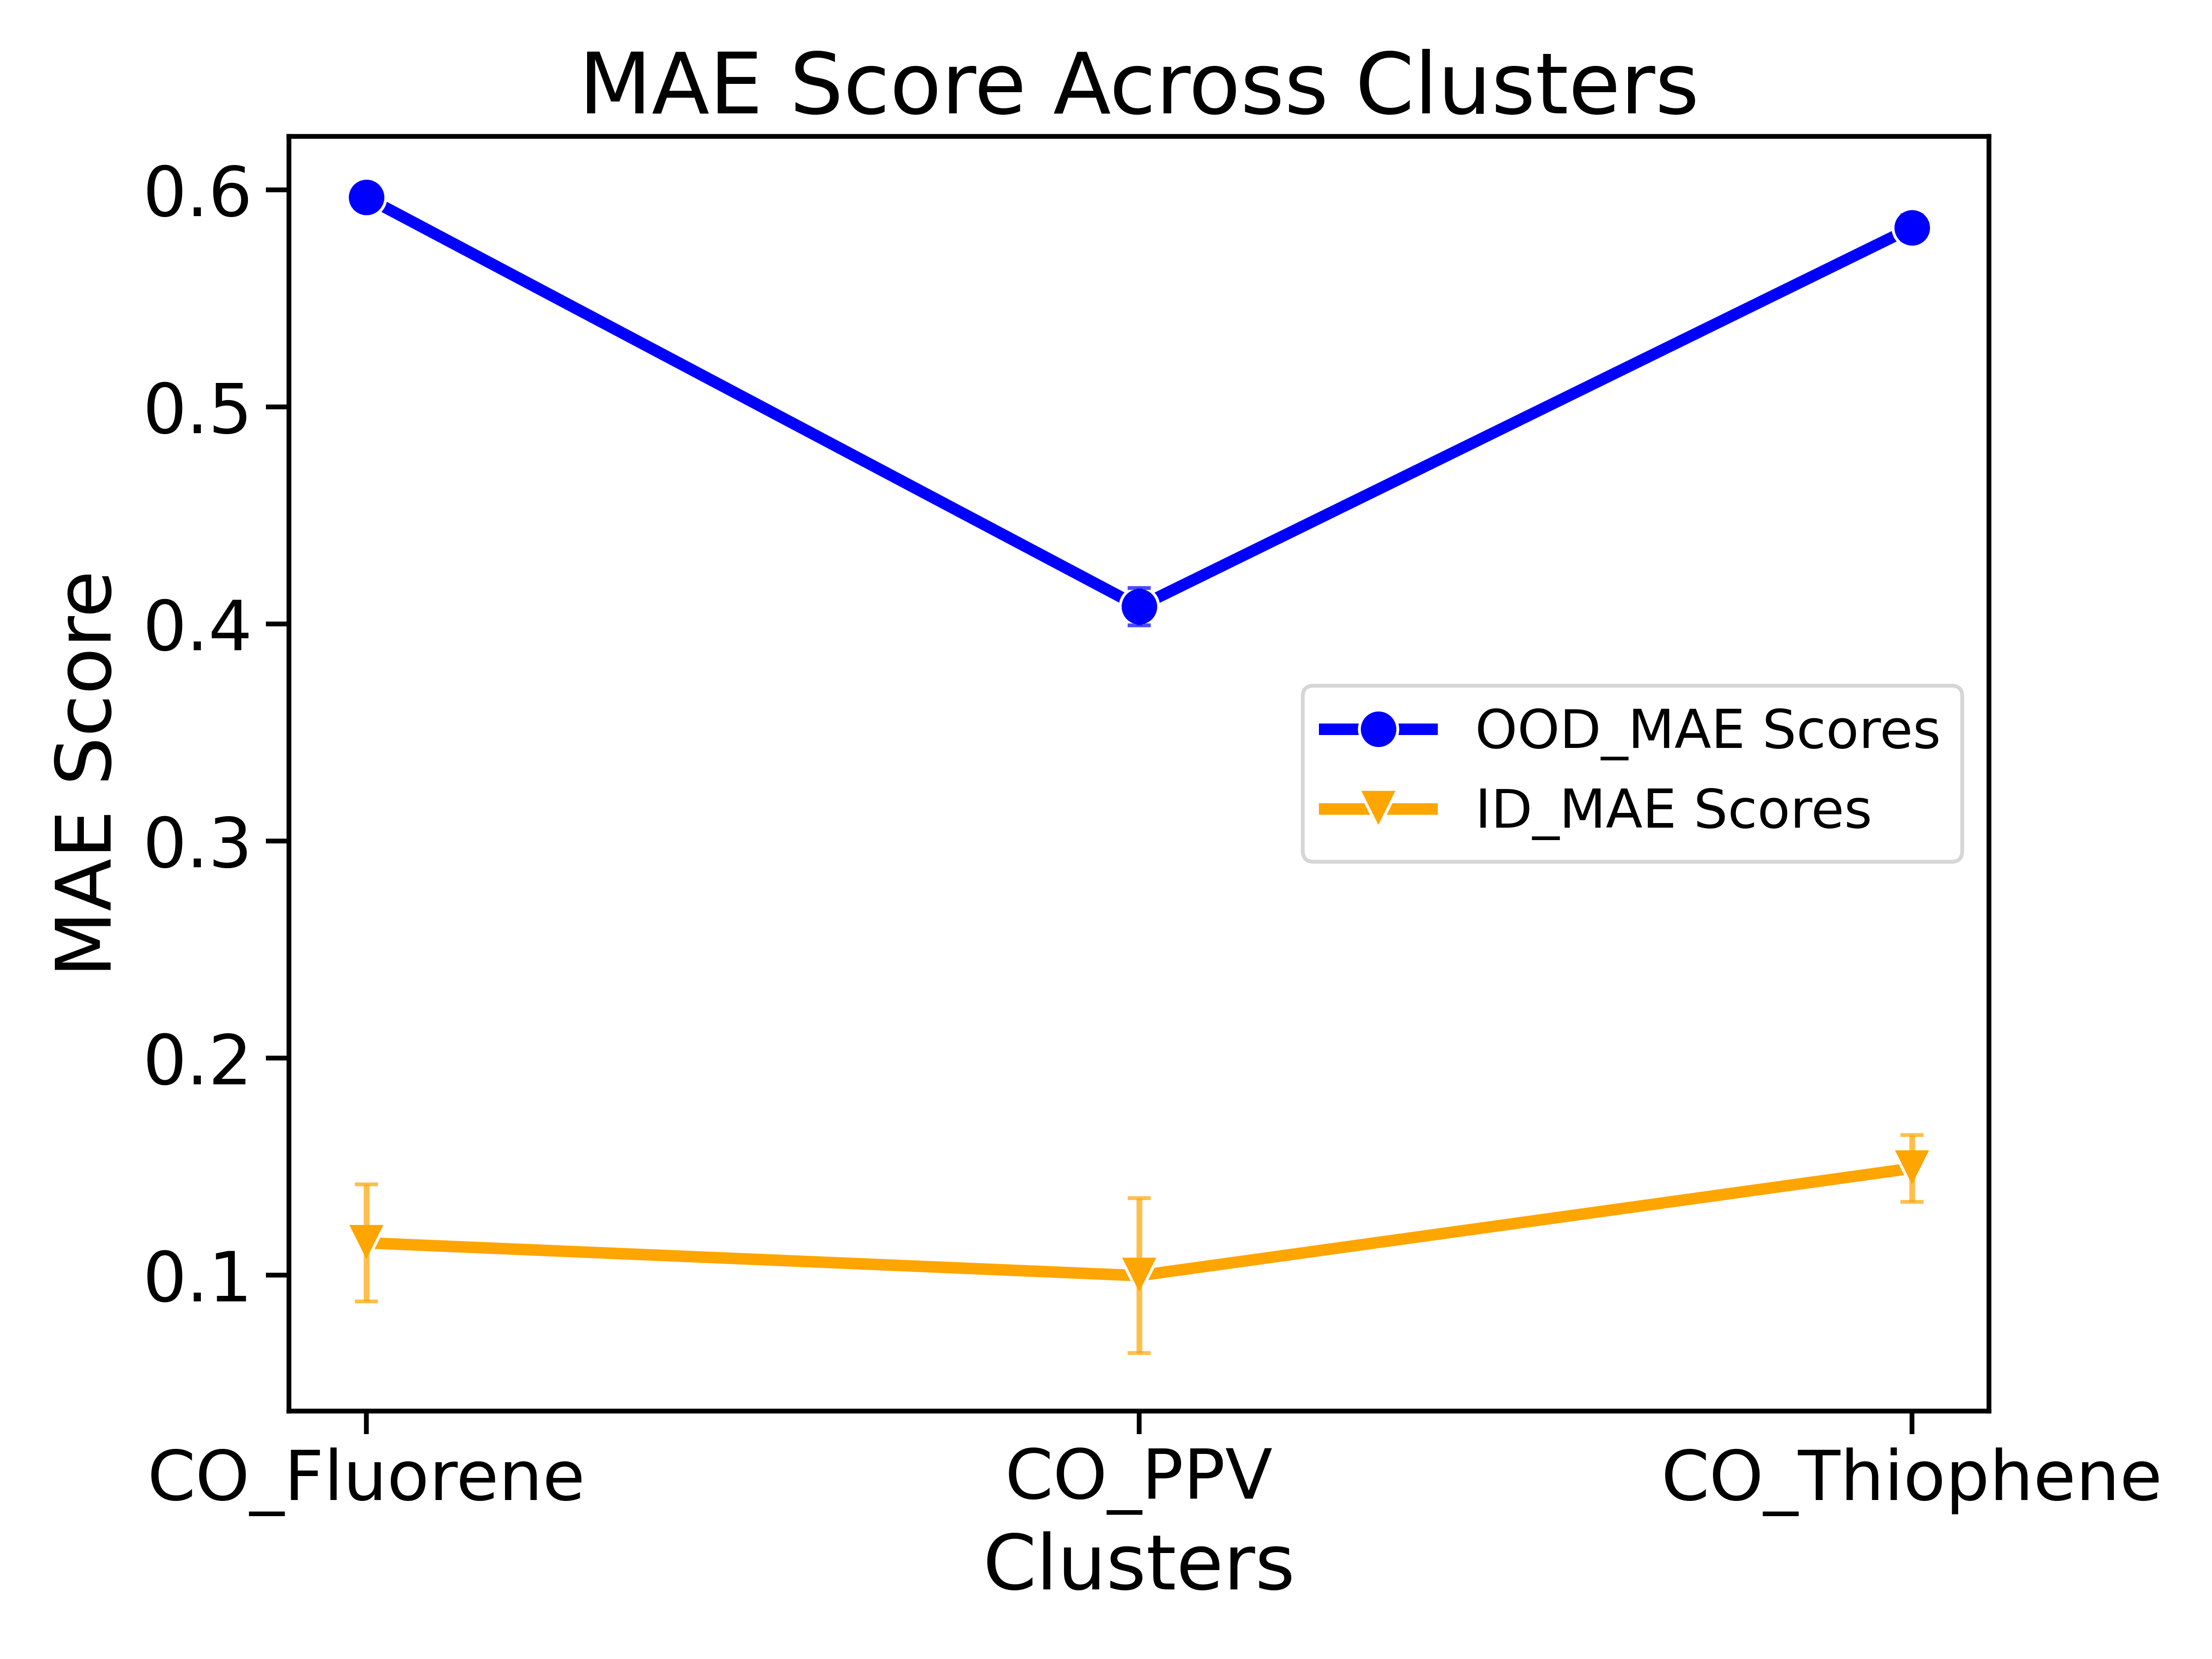 MAE Score Across Clusters
MAE Score
0.6
0.5
0.4
0.3
0.2
0.1
OOD_MAE Scores
ID_MAE Scores
CO_Fluorene
CO_PPV
CO_Thiophene
Clusters